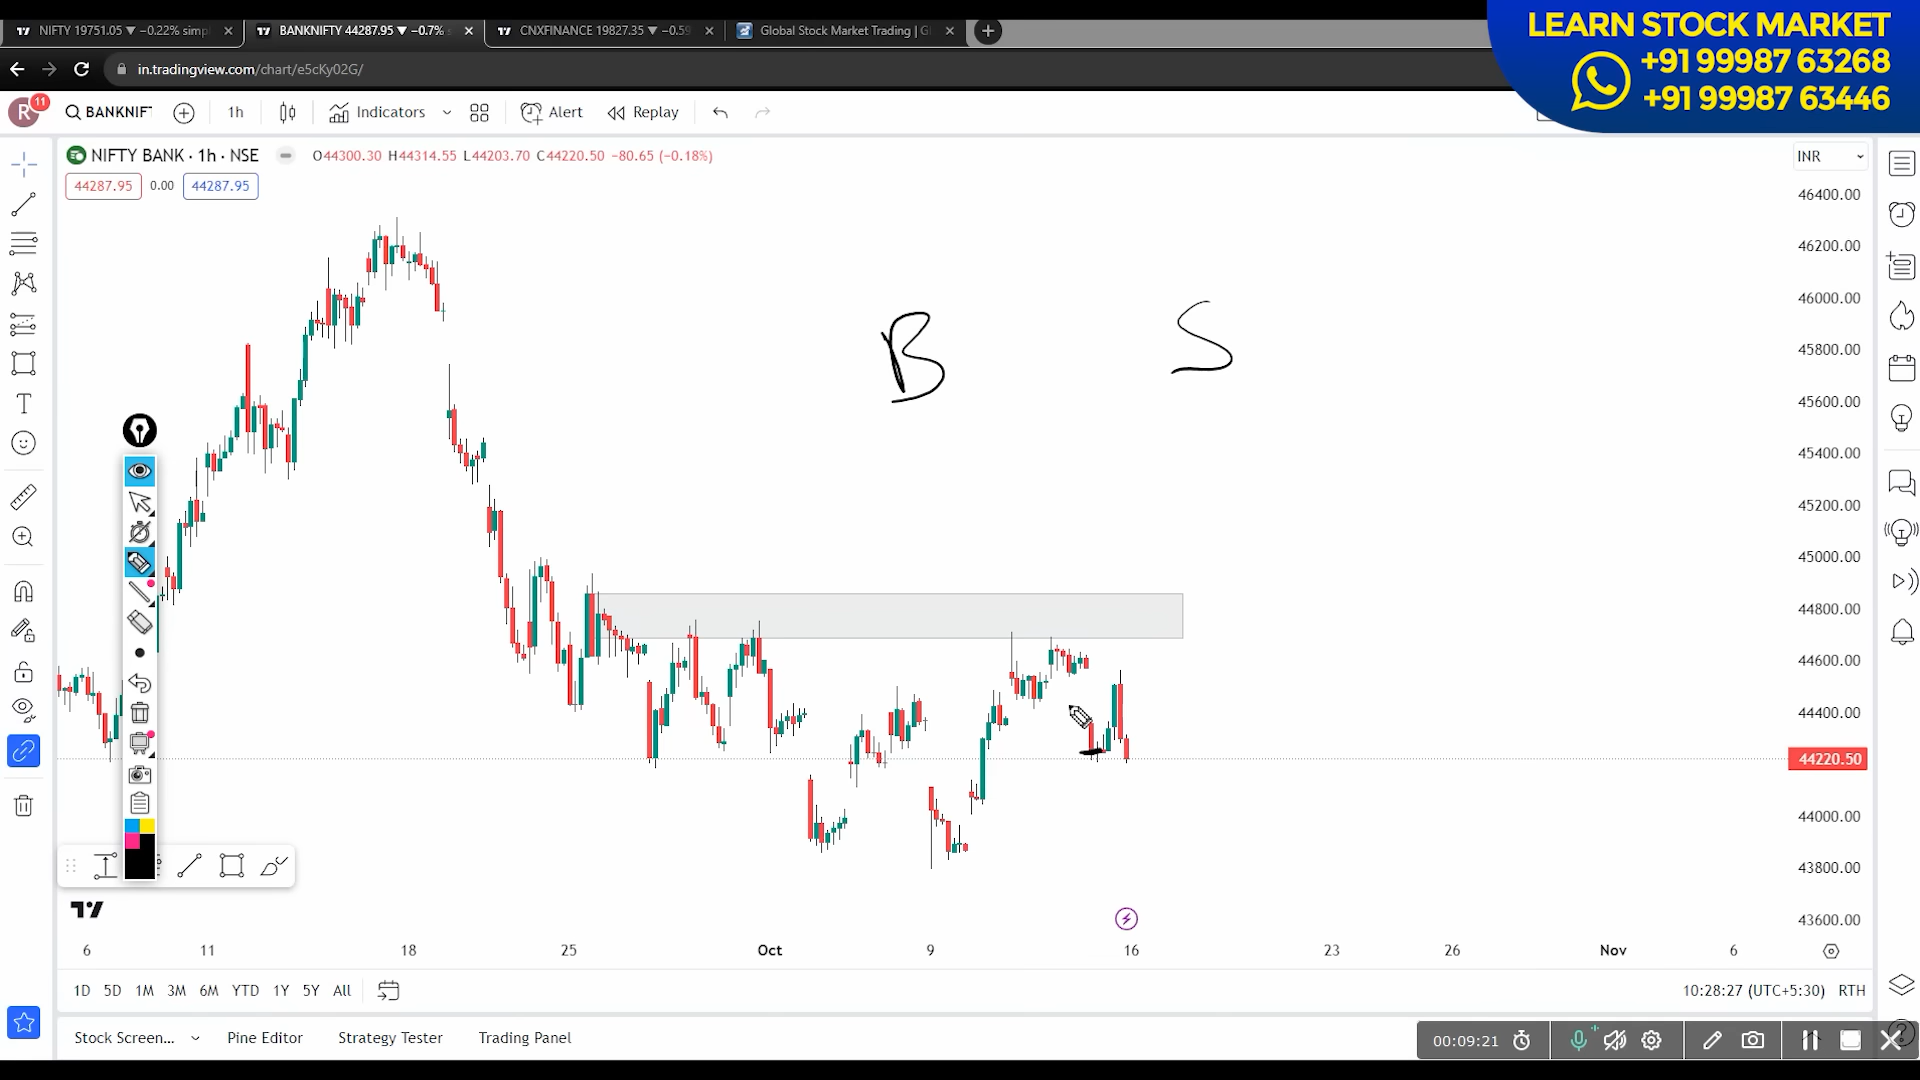 NIFTY 19751.05 ▼ −0.22% simpl
BANKNIFTY 44287.95 ▼ −0.7% s
CNXFINANCE 19827.35 ▼ −0.59
Global Stock Market Trading | Gl
LEARN STOCK MARKET
+91 99987 63268
+91 99987 63446
in.tradingview.com/chart/e5cKy02G/
R
11
BANKNIFT
1h
Indicators
Alert
Replay
NIFTY BANK · 1h · NSE
O44300.30 H44314.55 L44203.70 C44220.50 −80.65 (−0.18%)
INR
44287.95 0.00 44287.95
46400.00
46200.00
46000.00
45800.00
45600.00
45400.00
45200.00
45000.00
44800.00
44600.00
44400.00
44220.50
44000.00
43800.00
43600.00
B S
6 11 18 25 Oct 9 16 23 26 Nov 6
1D 5D 1M 3M 6M YTD 1Y 5Y All
10:28:27 (UTC+5:30) RTH
Stock Screen... Pine Editor Strategy Tester Trading Panel
00:09:21